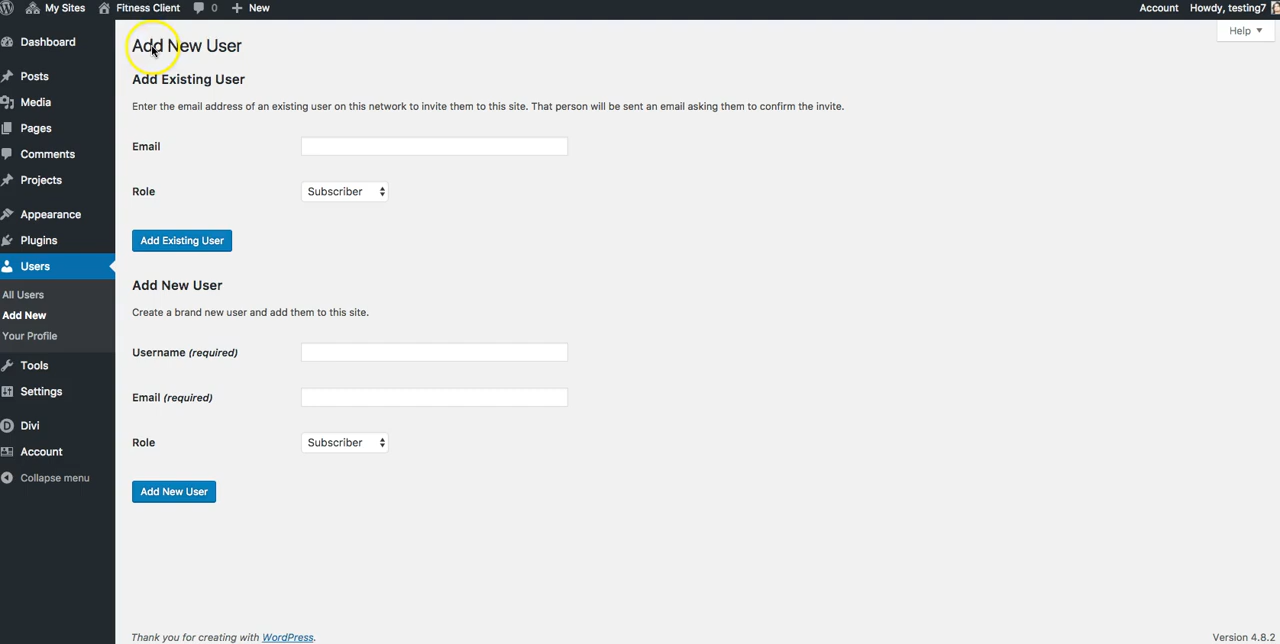 My Sites Fitness Client 0 New Account Howdy, testing7
Help
Dashboard
Posts
Media
Pages
Comments
Projects
Appearance
Plugins
Users
All Users
Add New
Your Profile
Tools
Settings
Divi
Account
Collapse menu
Add New User
Add Existing User
Enter the email address of an existing user on this network to invite them to this site. That person will be sent an email asking them to confirm the invite.
Email
Role Subscriber
Add Existing User
Add New User
Create a brand new user and add them to this site.
Username (required)
Email (required)
Role Subscriber
Add New User
Thank you for creating with WordPress. Version 4.8.2